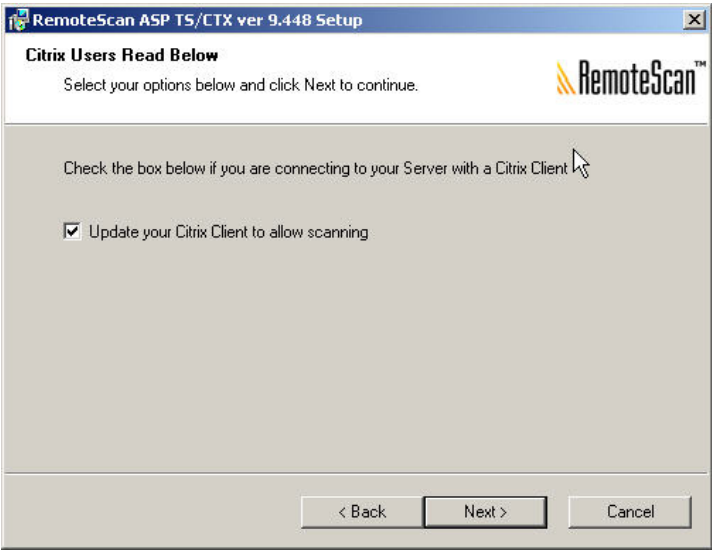 RemoteScan ASP TS/CTX ver 9.448 Setup
Citrix Users Read Below
Select your options below and click Next to continue.
RemoteScan™
Check the box below if you are connecting to your Server with a Citrix Client
Update your Citrix Client to allow scanning
< Back
Next >
Cancel